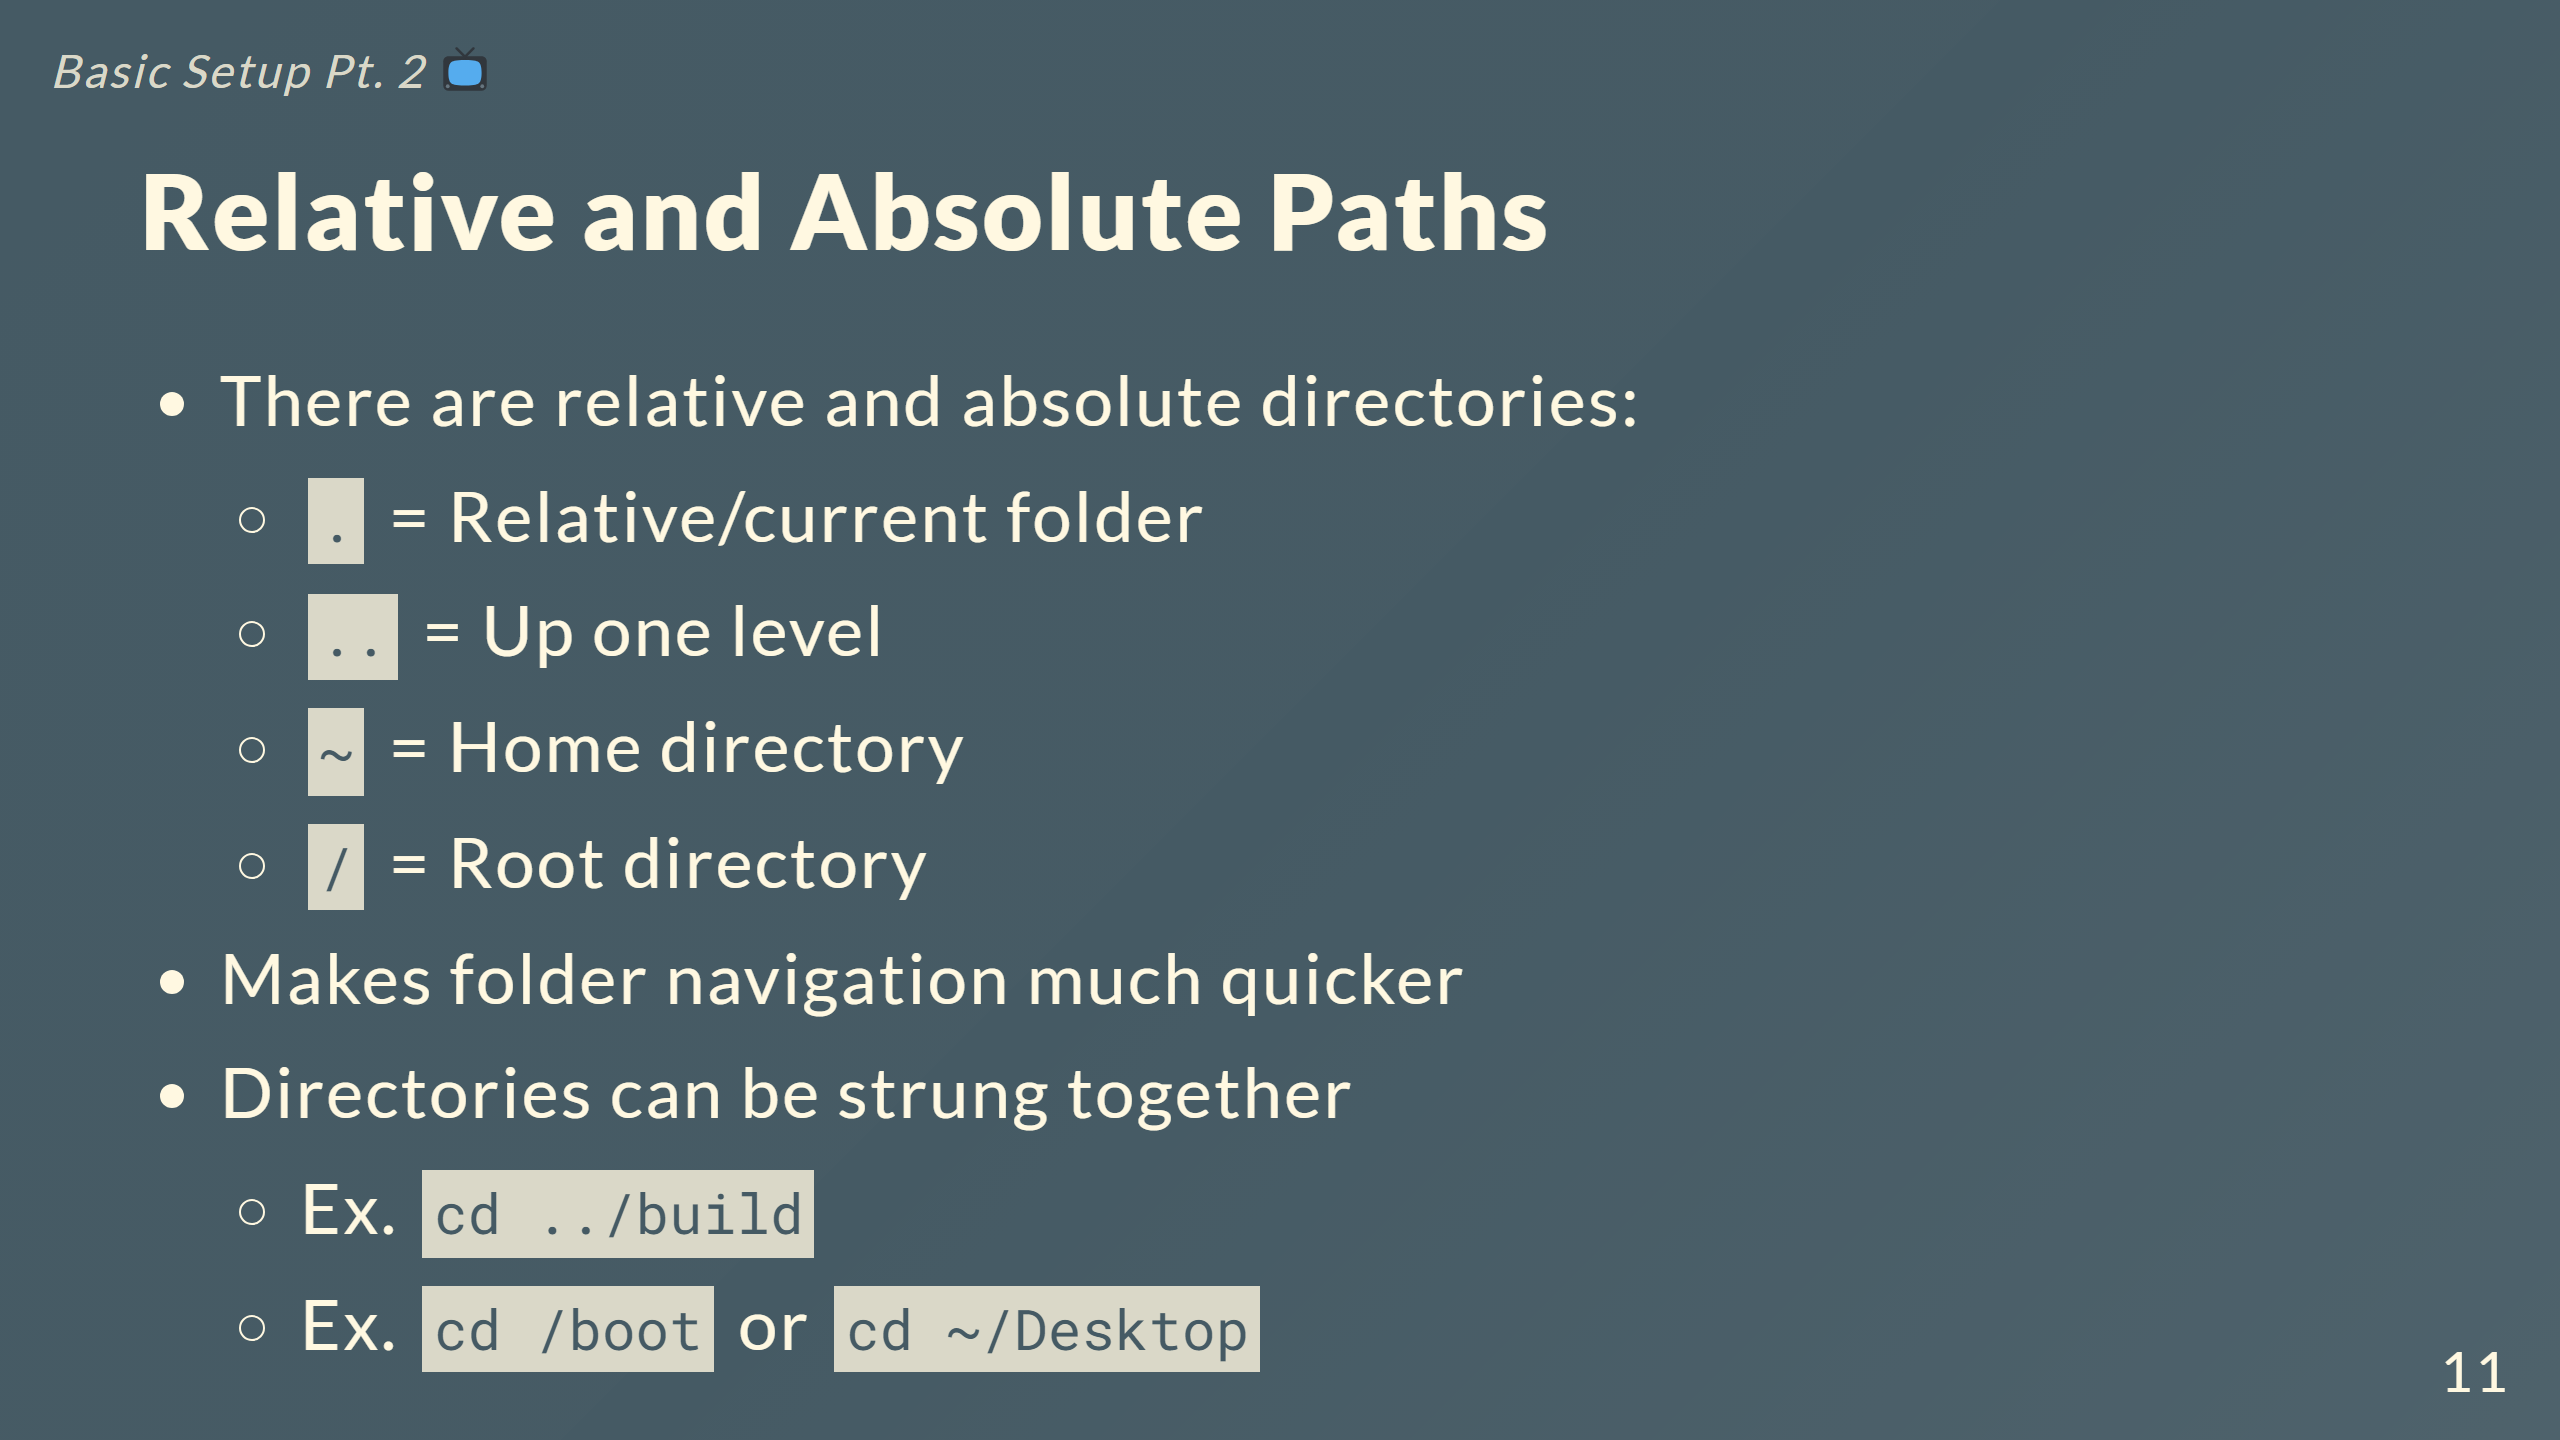 Basic Setup Pt. 2 📺
Relative and Absolute Paths
• There are relative and absolute directories:
○ . = Relative/current folder
○ .. = Up one level
○ ~ = Home directory
○ / = Root directory
• Makes folder navigation much quicker
• Directories can be strung together
○ Ex. cd ../build
○ Ex. cd /boot or cd ~/Desktop
11